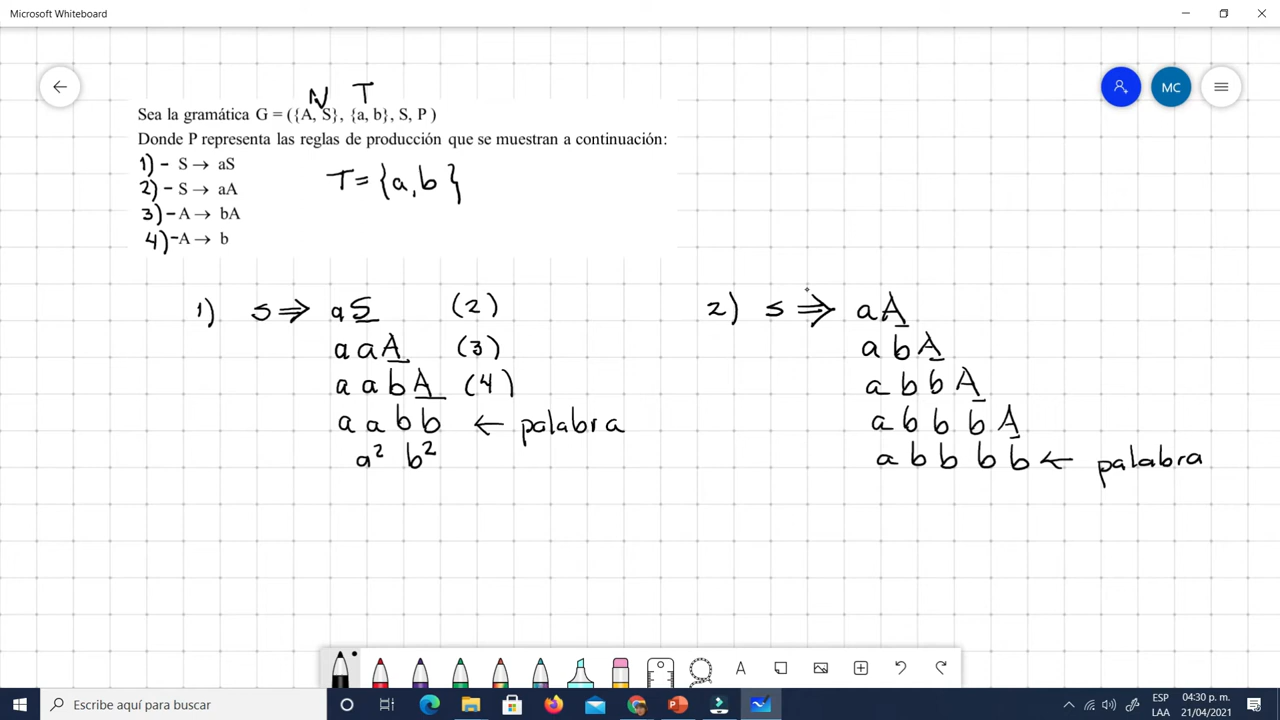 Microsoft Whiteboard
MC
N T
Sea la gramática G = ({A, S}, {a, b}, S, P )
Donde P representa las reglas de producción que se muestran a continuación:
1) - S → aS
2) - S → aA
T = {a, b}
3) - A → bA
4) - A → b
1) S ⇒ aS (2)
aaA (3)
aabA (4)
aabb ← palabra
a² b²
2) S ⇒ aA
abA
abbA
abbbA
abbbb ← palabra
A
Escribe aquí para buscar
ESP
LAA
04:30 p. m.
21/04/2021